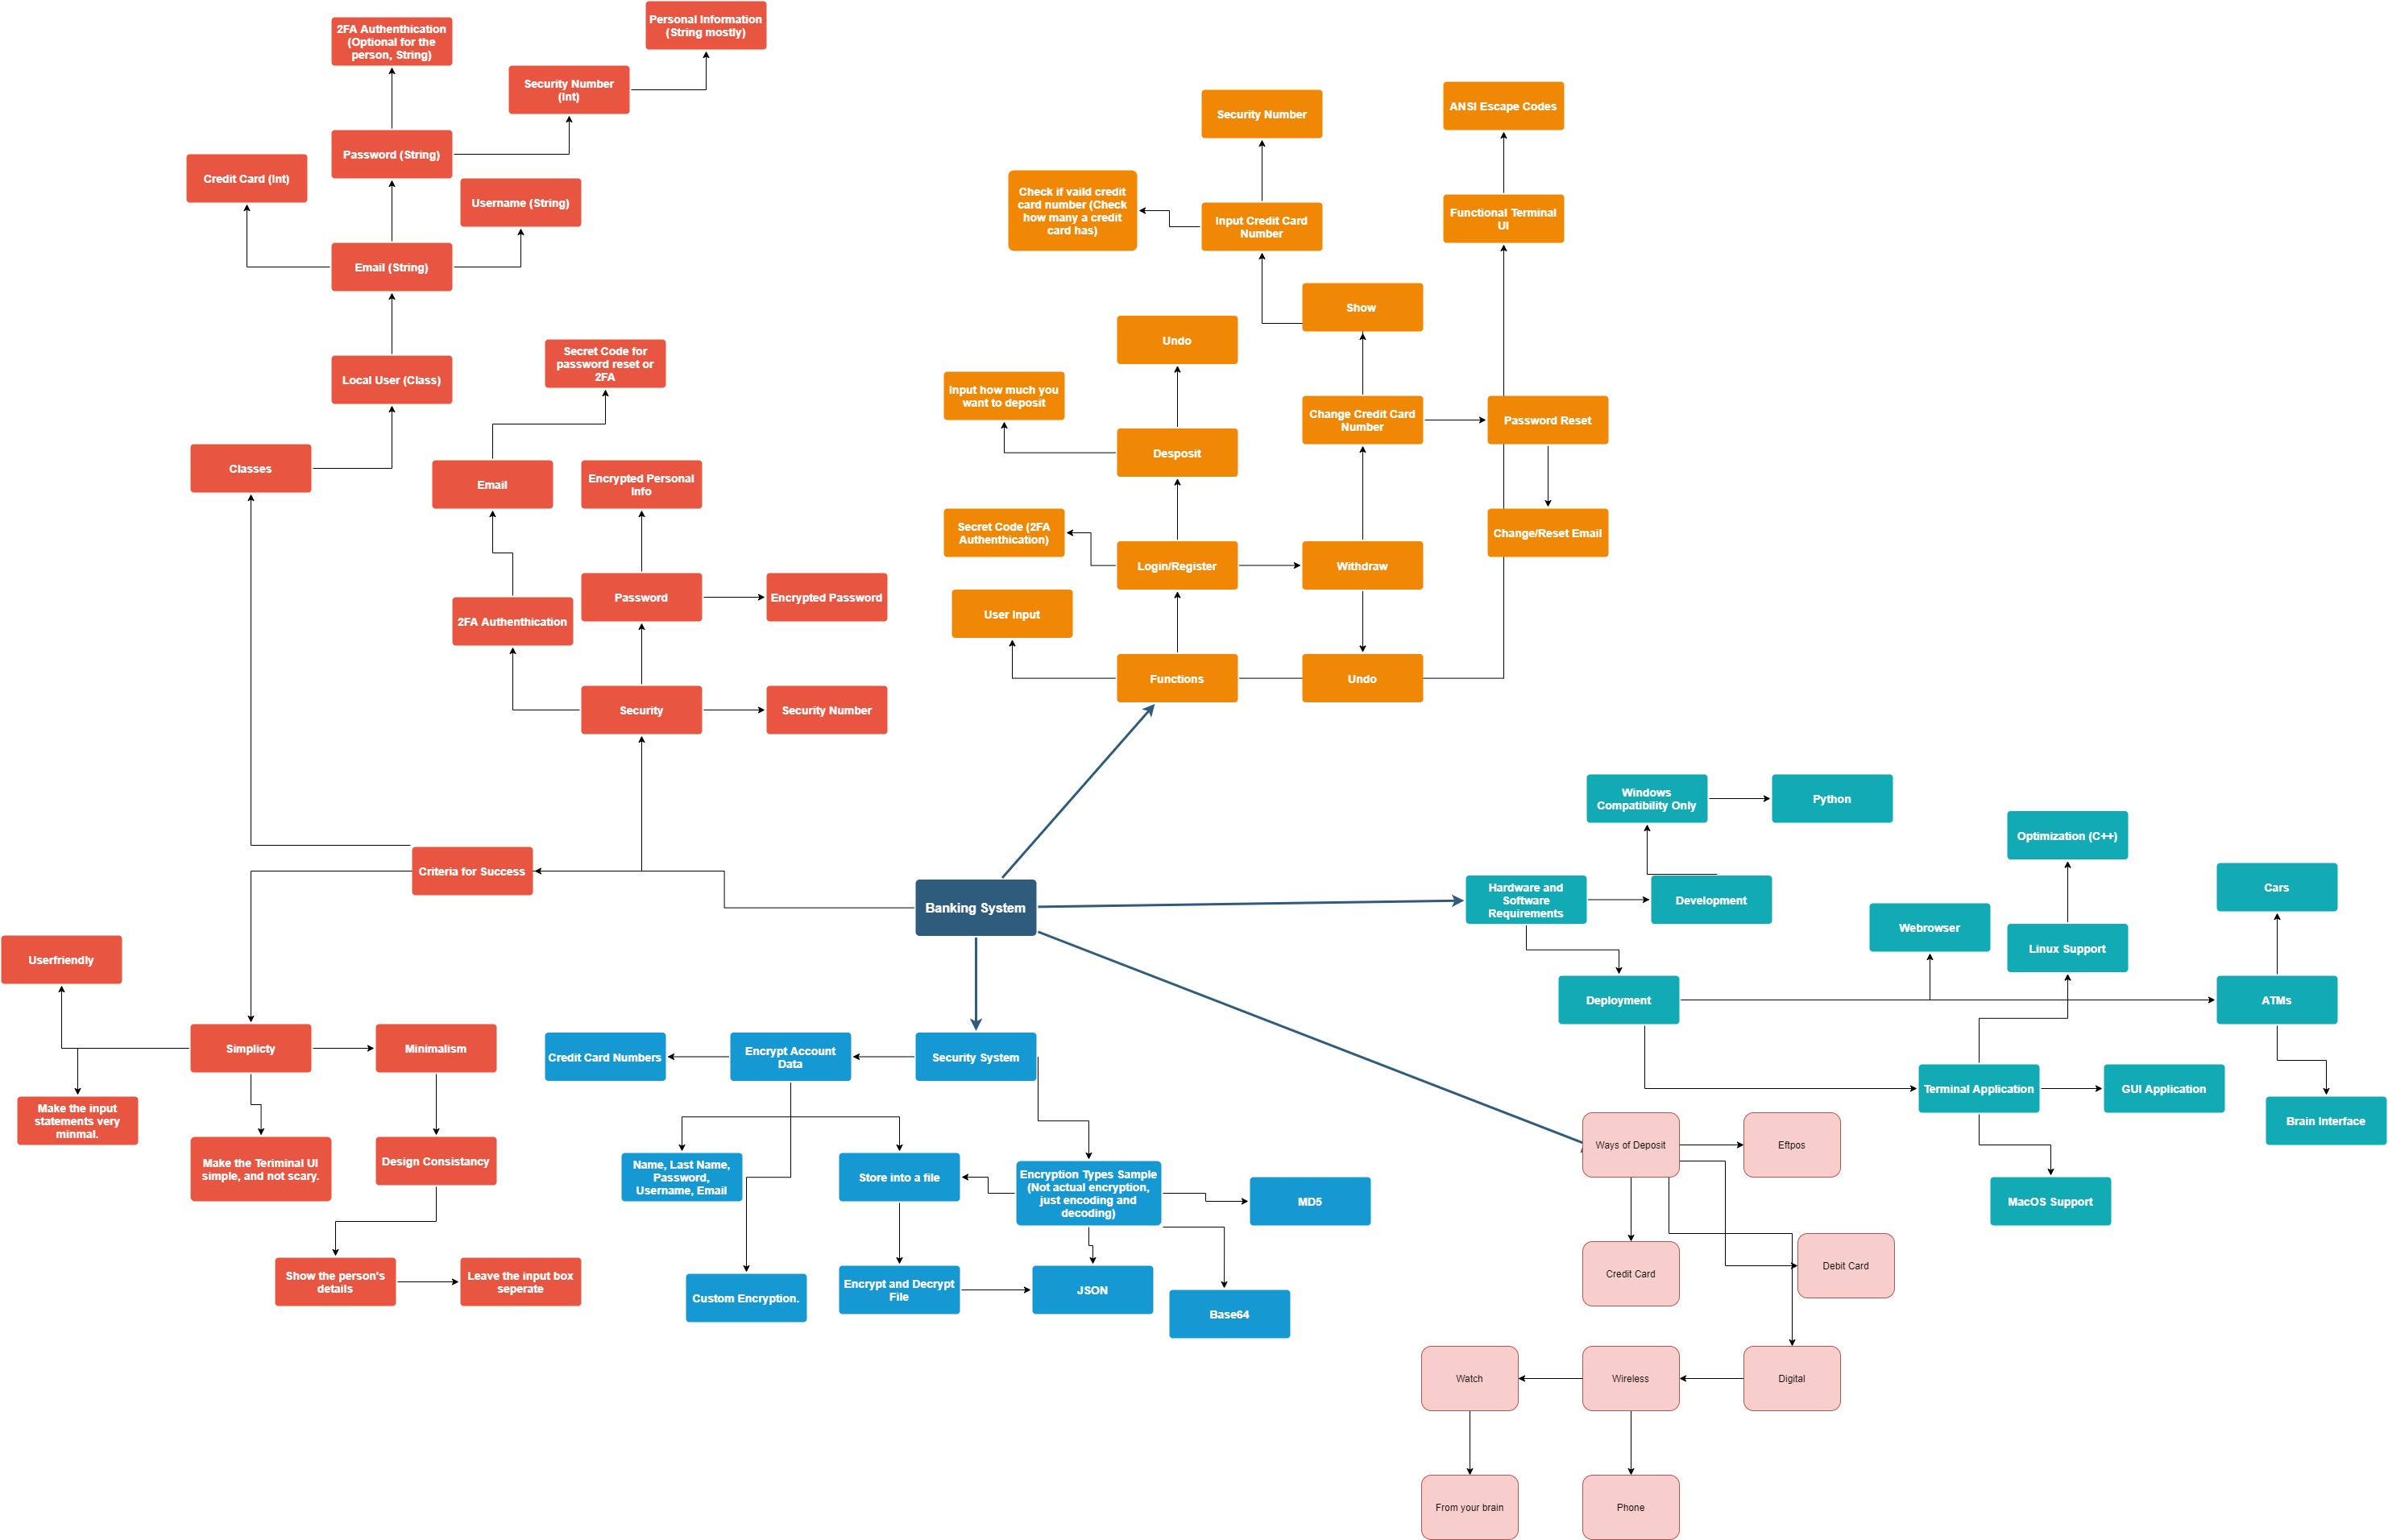 2FA Authenthication
(Optional for the
person, String)
Personal Information
(String mostly)
Security Number
(Int)
Password (String)
Credit Card (Int)
Username (String)
Email (String)
Local User (Class)
Classes
Secret Code for
password reset or
2FA
Email
Encrypted Personal
Info
Password
Encrypted Password
2FA Authenthication
Security
Security Number
Criteria for Success
Userfriendly
Simplicty
Minimalism
Make the input
statements very
minmal.
Make the Teriminal UI
simple, and not scary.
Design Consistancy
Show the person's
details
Leave the input box
seperate
Security Number
ANSI Escape Codes
Check if vaild credit
card number (Check
how many a credit
card has)
Input Credit Card
Number
Functional Terminal
UI
Show
Undo
Input how much you
want to deposit
Change Credit Card
Number
Password Reset
Desposit
Secret Code (2FA
Authenthication)
Change/Reset Email
Login/Register
Withdraw
User Input
Functions
Undo
Banking System
Windows
Compatibility Only
Python
Optimization (C++)
Hardware and
Software
Requirements
Development
Cars
Webrowser
Linux Support
Deployment
ATMs
Terminal Application
GUI Application
Brain Interface
MacOS Support
Credit Card Numbers
Encrypt Account
Data
Security System
Name, Last Name,
Password,
Username, Email
Store into a file
Encryption Types Sample
(Not actual encryption,
just encoding and
decoding)
MD5
Custom Encryption.
Encrypt and Decrypt
File
JSON
Base64
Ways of Deposit
Eftpos
Credit Card
Debit Card
Watch
Wireless
Digital
From your brain
Phone